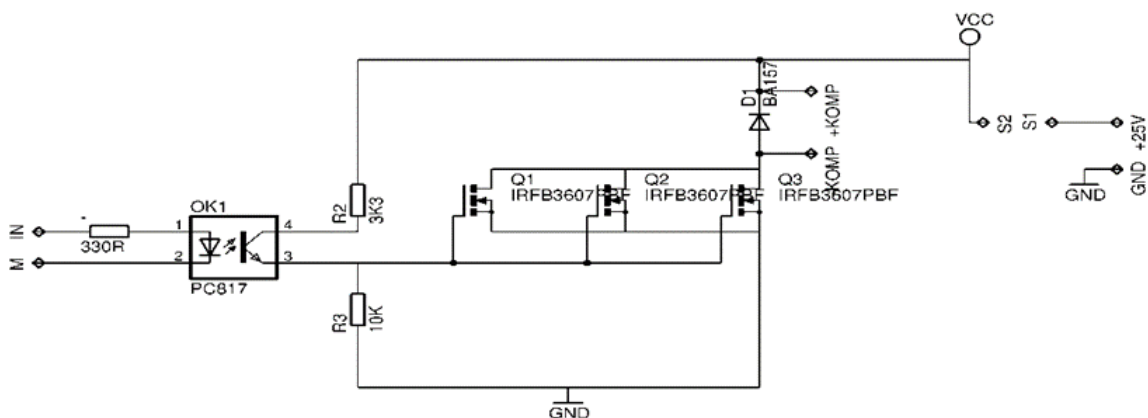 VCC
D1
BA157
+KOMP
KOMP
S2
S1
+25V
GND
GND
Q1
IRFB3607PBF
Q2
IRFB3607PBF
Q3
IRFB3607PBF
R2
3K3
OK1
1
4
IN
330R
2
3
M
PC817
R3
10K
GND